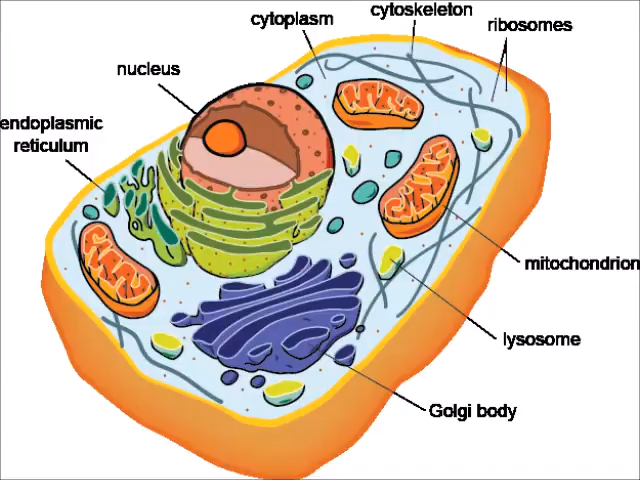 cytoskeleton
cytoplasm
ribosomes
nucleus
endoplasmic
reticulum
mitochondrion
lysosome
Golgi body